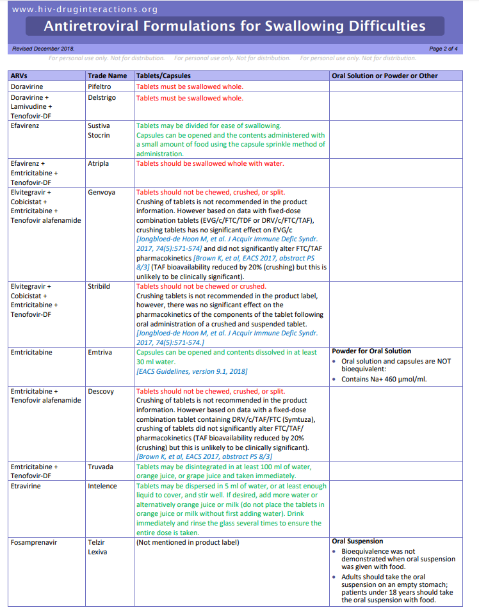 www.hiv-druginteractions.org
Antiretroviral Formulations for Swallowing Difficulties
Revised December 2018
Page 2 of 4
For personal use only. Not for distribution. For personal use only. Not for distribution. For personal use only. Not for distribution.
ARVs Trade Name Tablets/Capsules Oral Solution or Powder or Other
Doravirine Pifeltro Tablets must be swallowed whole.
Doravirine + Delstrigo Tablets must be swallowed whole.
Lamivudine +
Tenofovir-DF
Efavirenz Sustiva Tablets may be divided for ease of swallowing.
Stocrin Capsules can be opened and the contents administered with
a small amount of food using the capsule sprinkle method of
administration.
Efavirenz + Atripla Tablets should be swallowed whole with water.
Emtricitabine +
Tenofovir-DF
Elvitegravir + Genvoya Tablets should not be chewed, crushed, or split.
Cobicistat + Crushing of tablets is not recommended in the product
Emtricitabine + information. However based on data with fixed-dose
Tenofovir alafenamide combination tablets (EVG/c/FTC/TDF or DRV/c/FTC/TAF),
crushing tablets has no significant effect on EVG/c
[Jongbloed-de Hoon M, et al. J Acquir Immune Defic Syndr.
2017, 74(5):571-574] and did not significantly alter FTC/TAF
pharmacokinetics [Brown K, et al, EACS 2017, abstract PS
8/3] (TAF bioavailability reduced by 20% (crushing) but this is
unlikely to be clinically significant).
Elvitegravir + Stribild Tablets should not be chewed or crushed.
Cobicistat + Crushing tablets is not recommended in the product label,
Emtricitabine + however, there was no significant effect on the
Tenofovir-DF pharmacokinetics of the components of the tablet following
oral administration of a crushed and suspended tablet.
[Jongbloed-de Hoon M, et al. J Acquir Immune Defic Syndr.
2017, 74(5):571-574.]
Emtricitabine Emtriva Capsules can be opened and contents dissolved in at least Powder for Oral Solution
30 ml water. • Oral solution and capsules are NOT
[EACS Guidelines, version 9.1, 2018] bioequivalent:
• Contains Na+ 460 µmol/ml.
Emtricitabine + Descovy Tablets should not be chewed, crushed, or split.
Tenofovir alafenamide Crushing of tablets is not recommended in the product
information. However based on data with a fixed-dose
combination tablet containing DRV/c/TAF/FTC (Symtuza),
crushing of tablets did not significantly alter FTC/TAF/
pharmacokinetics (TAF bioavailability reduced by 20%
(crushing) but this is unlikely to be clinically significant).
[Brown K, et al, EACS 2017, abstract PS 8/3]
Emtricitabine + Truvada Tablets may be disintegrated in at least 100 ml of water,
Tenofovir-DF orange juice, or grape juice and taken immediately.
Etravirine Intelence Tablets may be dispersed in 5 ml of water, or at least enough
liquid to cover, and stir well. If desired, add more water or
alternatively orange juice or milk (do not place the tablets in
orange juice or milk without first adding water). Drink
immediately and rinse the glass several times to ensure the
entire dose is taken.
Fosamprenavir Telzir (Not mentioned in product label) Oral Suspension
Lexiva • Bioequivalence was not
demonstrated when oral suspension
was given with food.
• Adults should take the oral
suspension on an empty stomach;
patients under 18 years should take
the oral suspension with food.